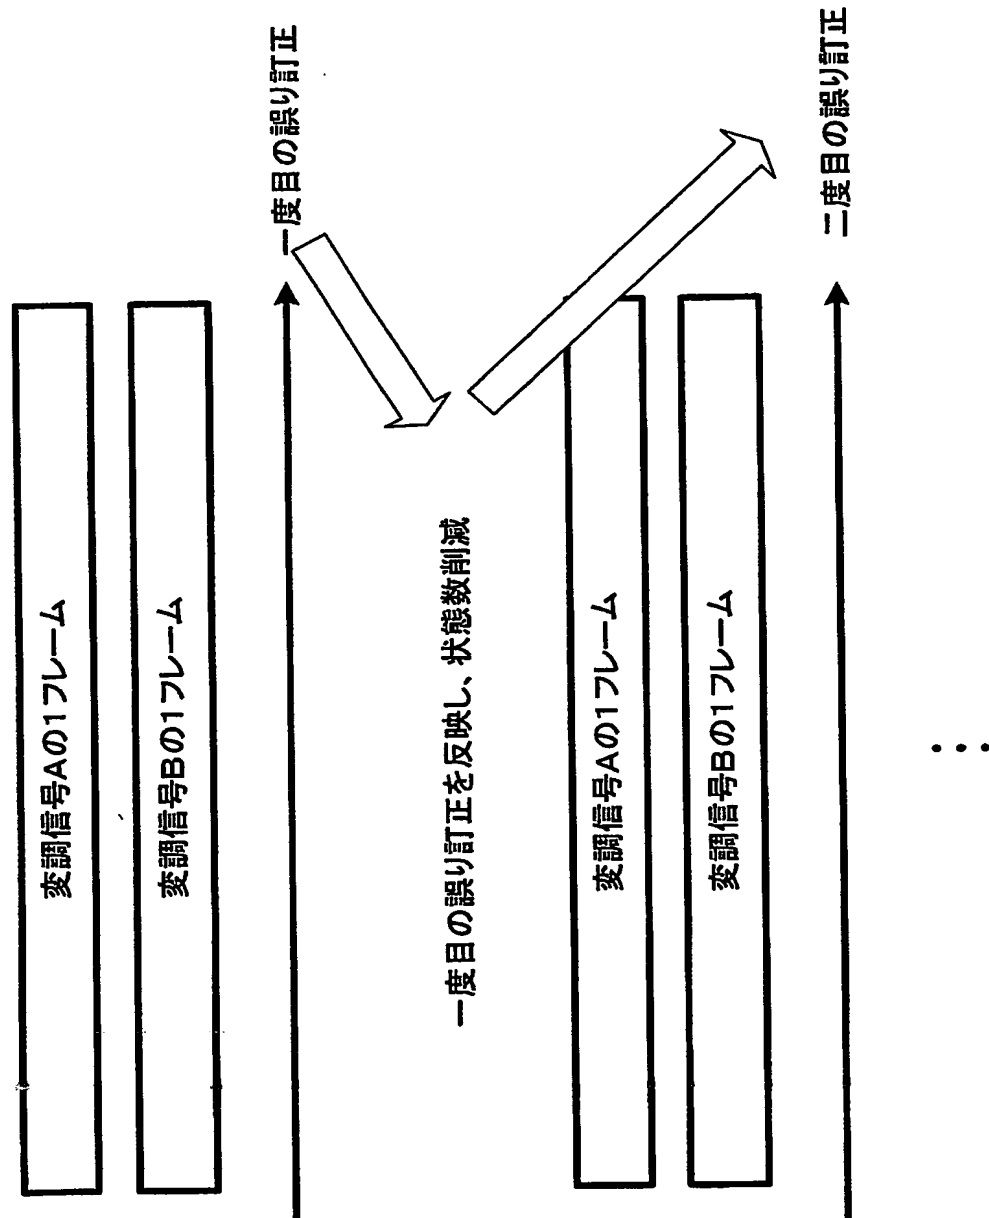 変調信号Aの1フレーム
変調信号Bの1フレーム
一度目の誤り訂正
一度目の誤り訂正を反映し、状態数削減
変調信号Aの1フレーム
変調信号Bの1フレーム
二度目の誤り訂正
...